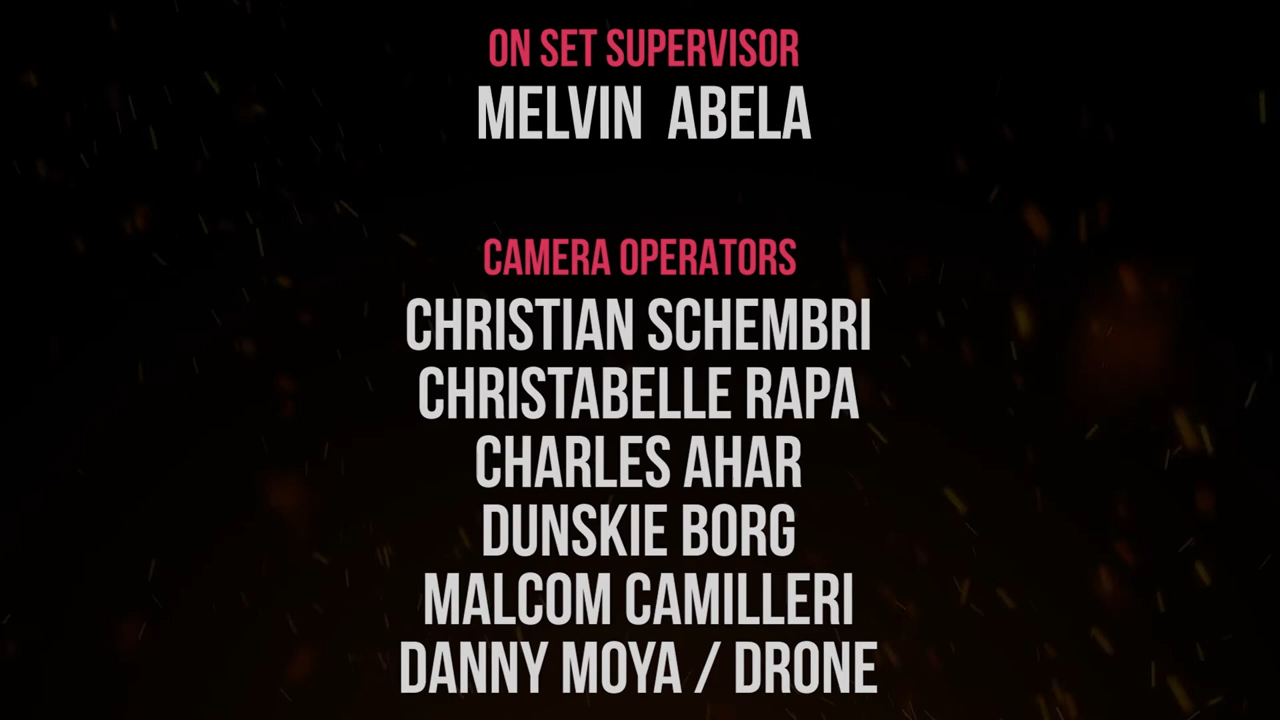 ON SET SUPERVISOR
MELVIN ABELA
CAMERA OPERATORS
CHRISTIAN SCHEMBRI
CHRISTABELLE RAPA
CHARLES AHAR
DUNSKIE BORG
MALCOM CAMILLERI
DANNY MOYA / DRONE